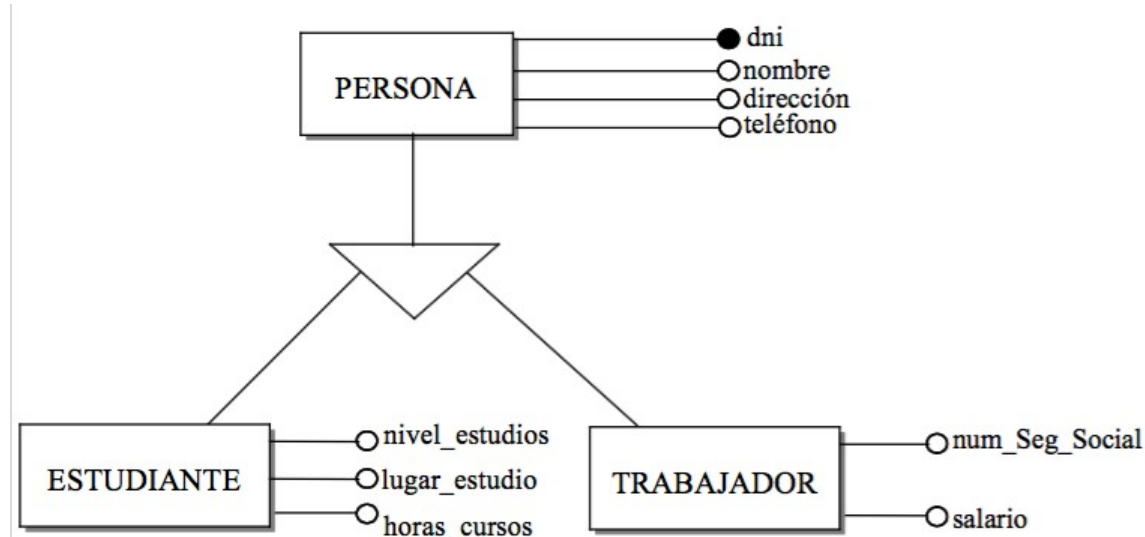 dni
nombre
PERSONA
dirección
teléfono
nivel_estudios
ESTUDIANTE
lugar_estudio
horas_cursos
num_Seg_Social
TRABAJADOR
salario